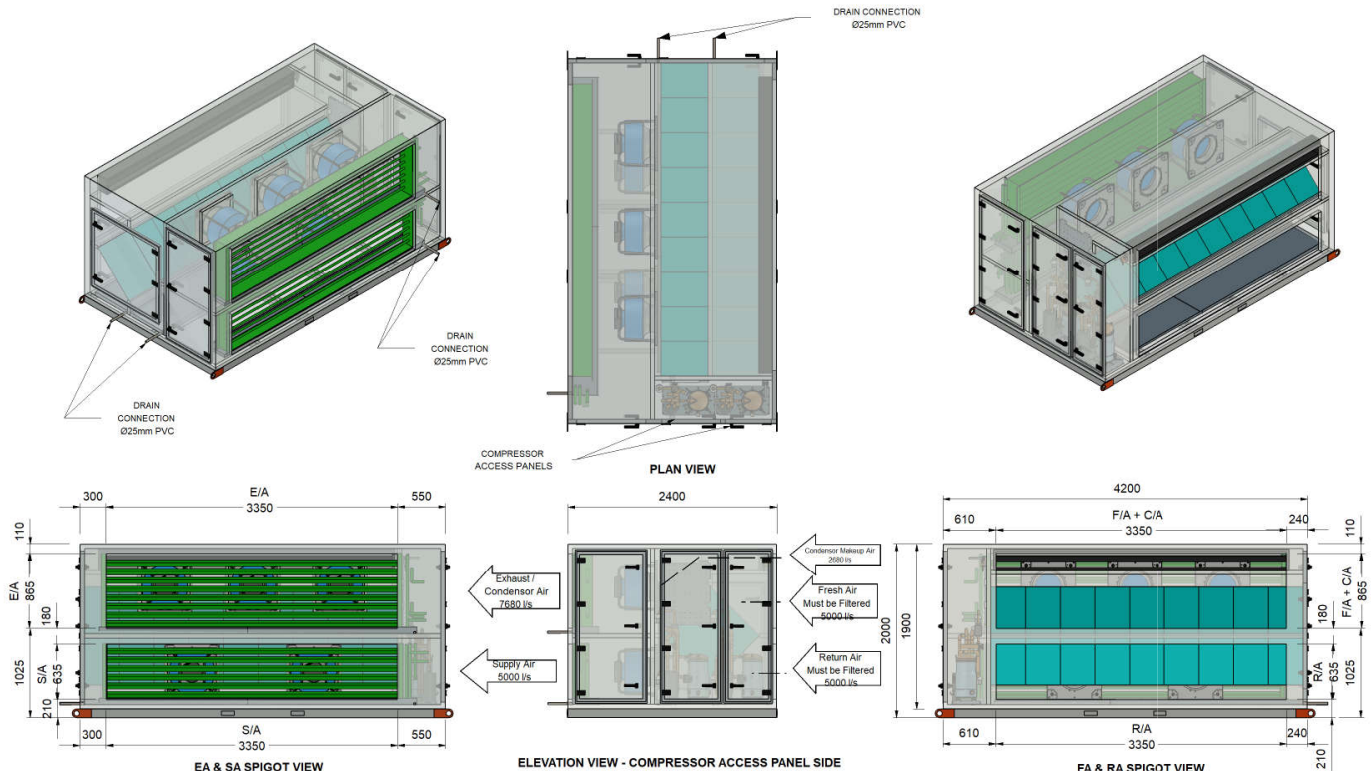 DRAIN CONNECTION
Ø25mm PVC
DRAIN
CONNECTION
Ø25mm PVC
DRAIN
CONNECTION
Ø25mm PVC
COMPRESSOR
ACCESS PANELS
PLAN VIEW
300
E/A
3350
550
110
E/A
865
180
1025
S/A
635
210
300
S/A
3350
550
EA & SA SPIGOT VIEW
2400
Exhaust /
Condensor Air
7680 l/s
Supply Air
5000 l/s
Condensor Makeup Air
2680 l/s
Fresh Air
Must be Filtered
5000 l/s
Return Air
Must be Filtered
5000 l/s
ELEVATION VIEW - COMPRESSOR ACCESS PANEL SIDE
4200
610
F/A + C/A
3350
240
2000
1900
110
F/A + C/A
865
180
R/A
635
1025
210
610
R/A
3350
240
FA & RA SPIGOT VIEW